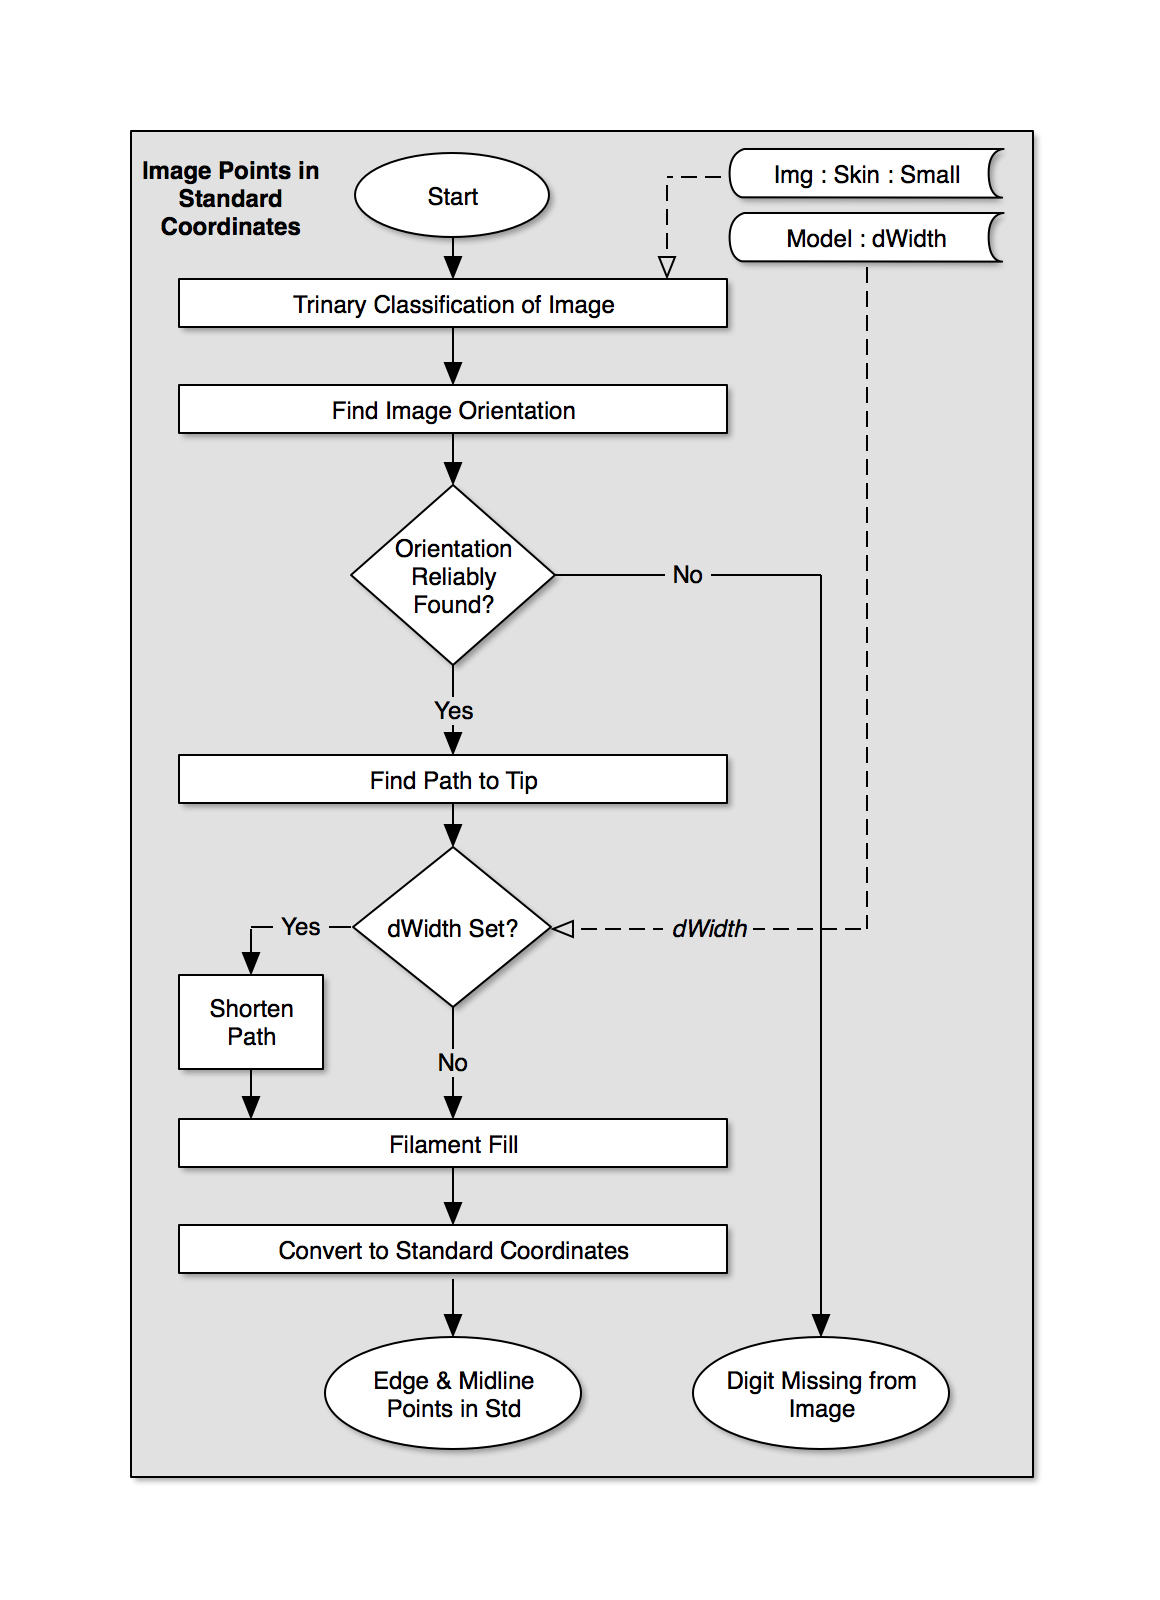 Image Points in
Standard
Coordinates
Start
Img : Skin : Small
Model : dWidth
Trinary Classification of Image
Find Image Orientation
Orientation
Reliably
Found?
No
Yes
Find Path to Tip
Yes
dWidth Set?
dWidth
Shorten
Path
No
Filament Fill
Convert to Standard Coordinates
Edge & Midline
Points in Std
Digit Missing from
Image